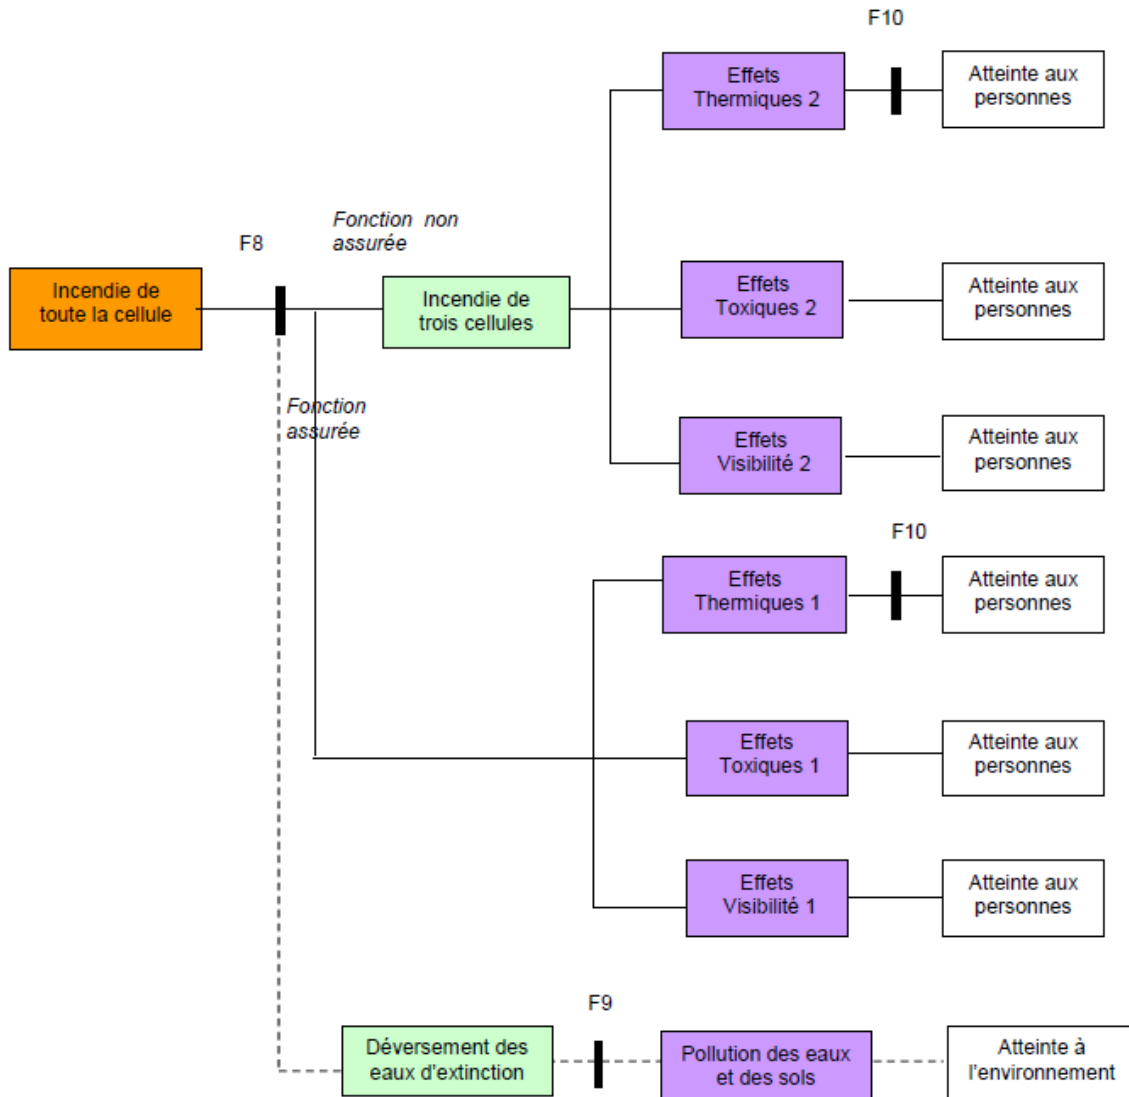 F10
Effets
Thermiques 2
Atteinte aux
personnes
Fonction non
assurée
F8
Incendie de
toute la cellule
Incendie de
trois cellules
Effets
Toxiques 2
Atteinte aux
personnes
Fonction
assurée
Effets
Visibilité 2
Atteinte aux
personnes
F10
Effets
Thermiques 1
Atteinte aux
personnes
Effets
Toxiques 1
Atteinte aux
personnes
Effets
Visibilité 1
Atteinte aux
personnes
F9
Déversement des
eaux d'extinction
Pollution des eaux
et des sols
Atteinte à
l'environnement